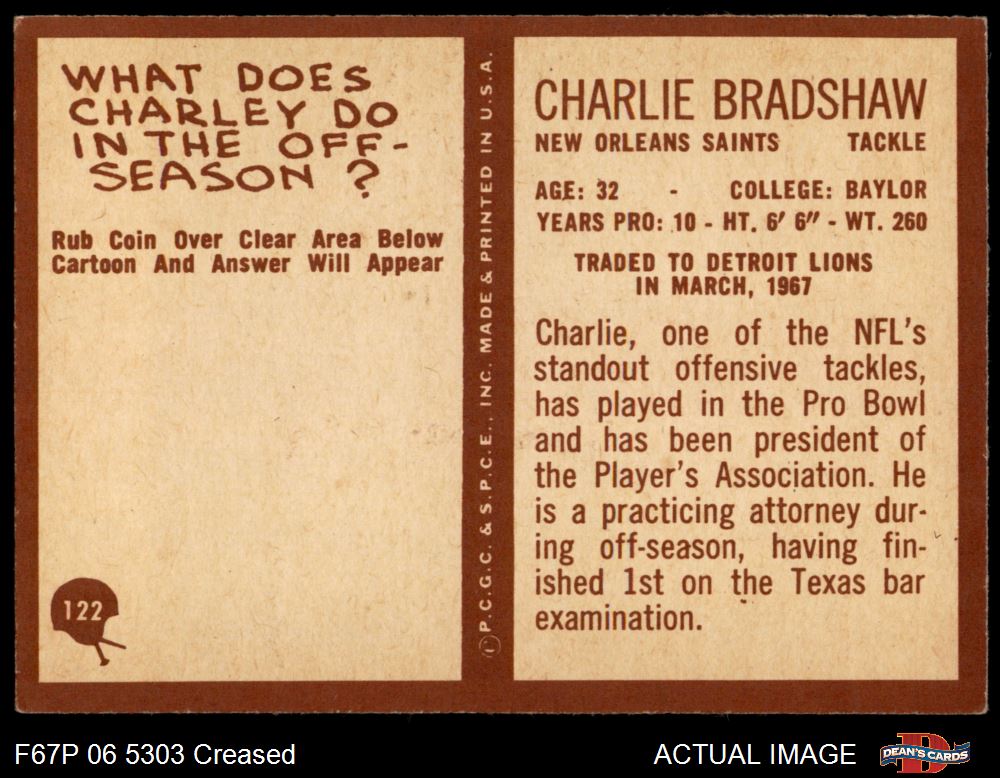 WHAT DOES
CHARLEY DO
IN THE OFF-
SEASON ?
Rub Coin Over Clear Area Below
Cartoon And Answer Will Appear
122
© P.C.G.C. & S.P.C.E., INC. MADE & PRINTED IN U.S.A.
CHARLIE BRADSHAW
NEW ORLEANS SAINTS TACKLE
AGE: 32 - COLLEGE: BAYLOR
YEARS PRO: 10 - HT. 6' 6" - WT. 260
TRADED TO DETROIT LIONS
IN MARCH, 1967
Charlie, one of the NFL's
standout offensive tackles,
has played in the Pro Bowl
and has been president of
the Player's Association. He
is a practicing attorney dur-
ing off-season, having fin-
ished 1st on the Texas bar
examination.
F67P 06 5303 Creased
ACTUAL IMAGE
DEAN'S CARDS